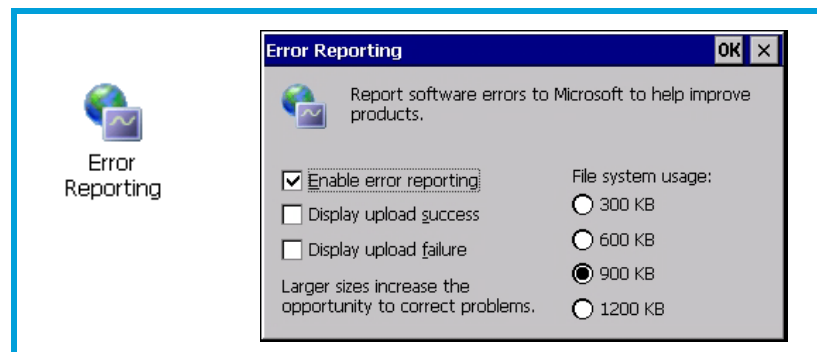 Error
Reporting
Error Reporting
OK ×
Report software errors to Microsoft to help improve
products.
Enable error reporting
Display upload success
Display upload failure
Larger sizes increase the
opportunity to correct problems.
File system usage:
300 KB
600 KB
900 KB
1200 KB